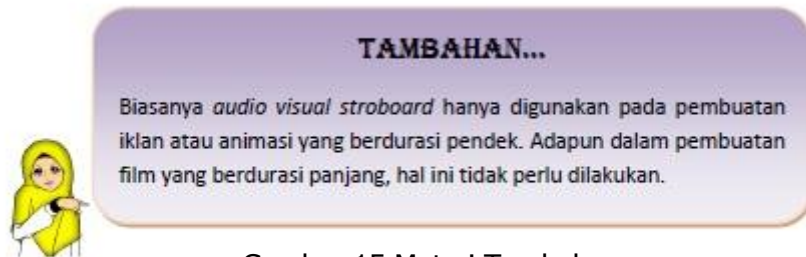 TAMBAHAN...
Biasanya audio visual stroboard hanya digunakan pada pembuatan
iklan atau animasi yang berdurasi pendek. Adapun dalam pembuatan
film yang berdurasi panjang, hal ini tidak perlu dilakukan.